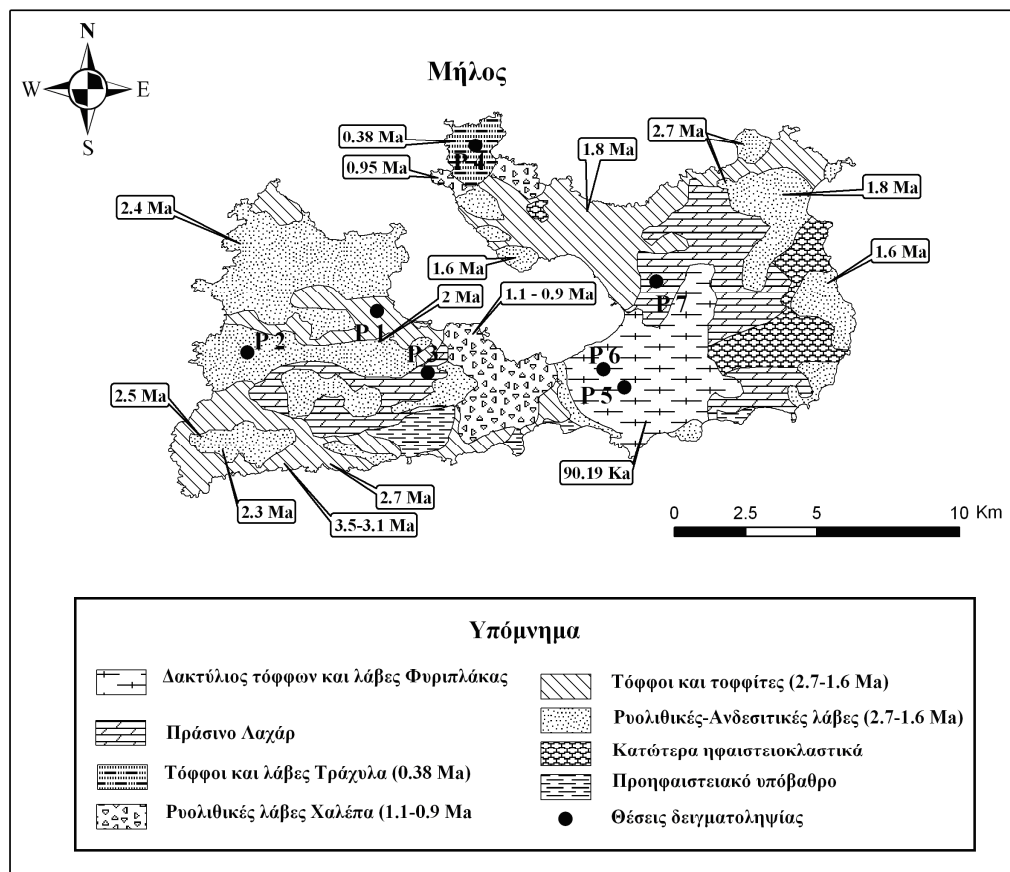 N
W
E
S
Μήλος
0.38 Ma
P 4
0.95 Ma
2.7 Ma
1.8 Ma
1.8 Ma
2.4 Ma
1.6 Ma
1.6 Ma
2 Ma
1.1 - 0.9 Ma
P 7
P 1
P 2
P 3
P 6
P 5
2.5 Ma
90.19 Ka
2.7 Ma
2.3 Ma
3.5-3.1 Ma
0 2.5 5 10 Km
Υπόμνημα
Δακτύλιος τόφφων και λάβες Φυριπλάκας
Πράσινο Λαχάρ
Τόφφοι και λάβες Τράχυλα (0.38 Ma)
Ρυολιθικές λάβες Χαλέπα (1.1-0.9 Ma
Τόφφοι και τοφφίτες (2.7-1.6 Ma)
Ρυολιθικές-Ανδεσιτικές λάβες (2.7-1.6 Ma)
Κατώτερα ηφαιστειοκλαστικά
Προηφαιστειακό υπόβαθρο
Θέσεις δειγματοληψίας